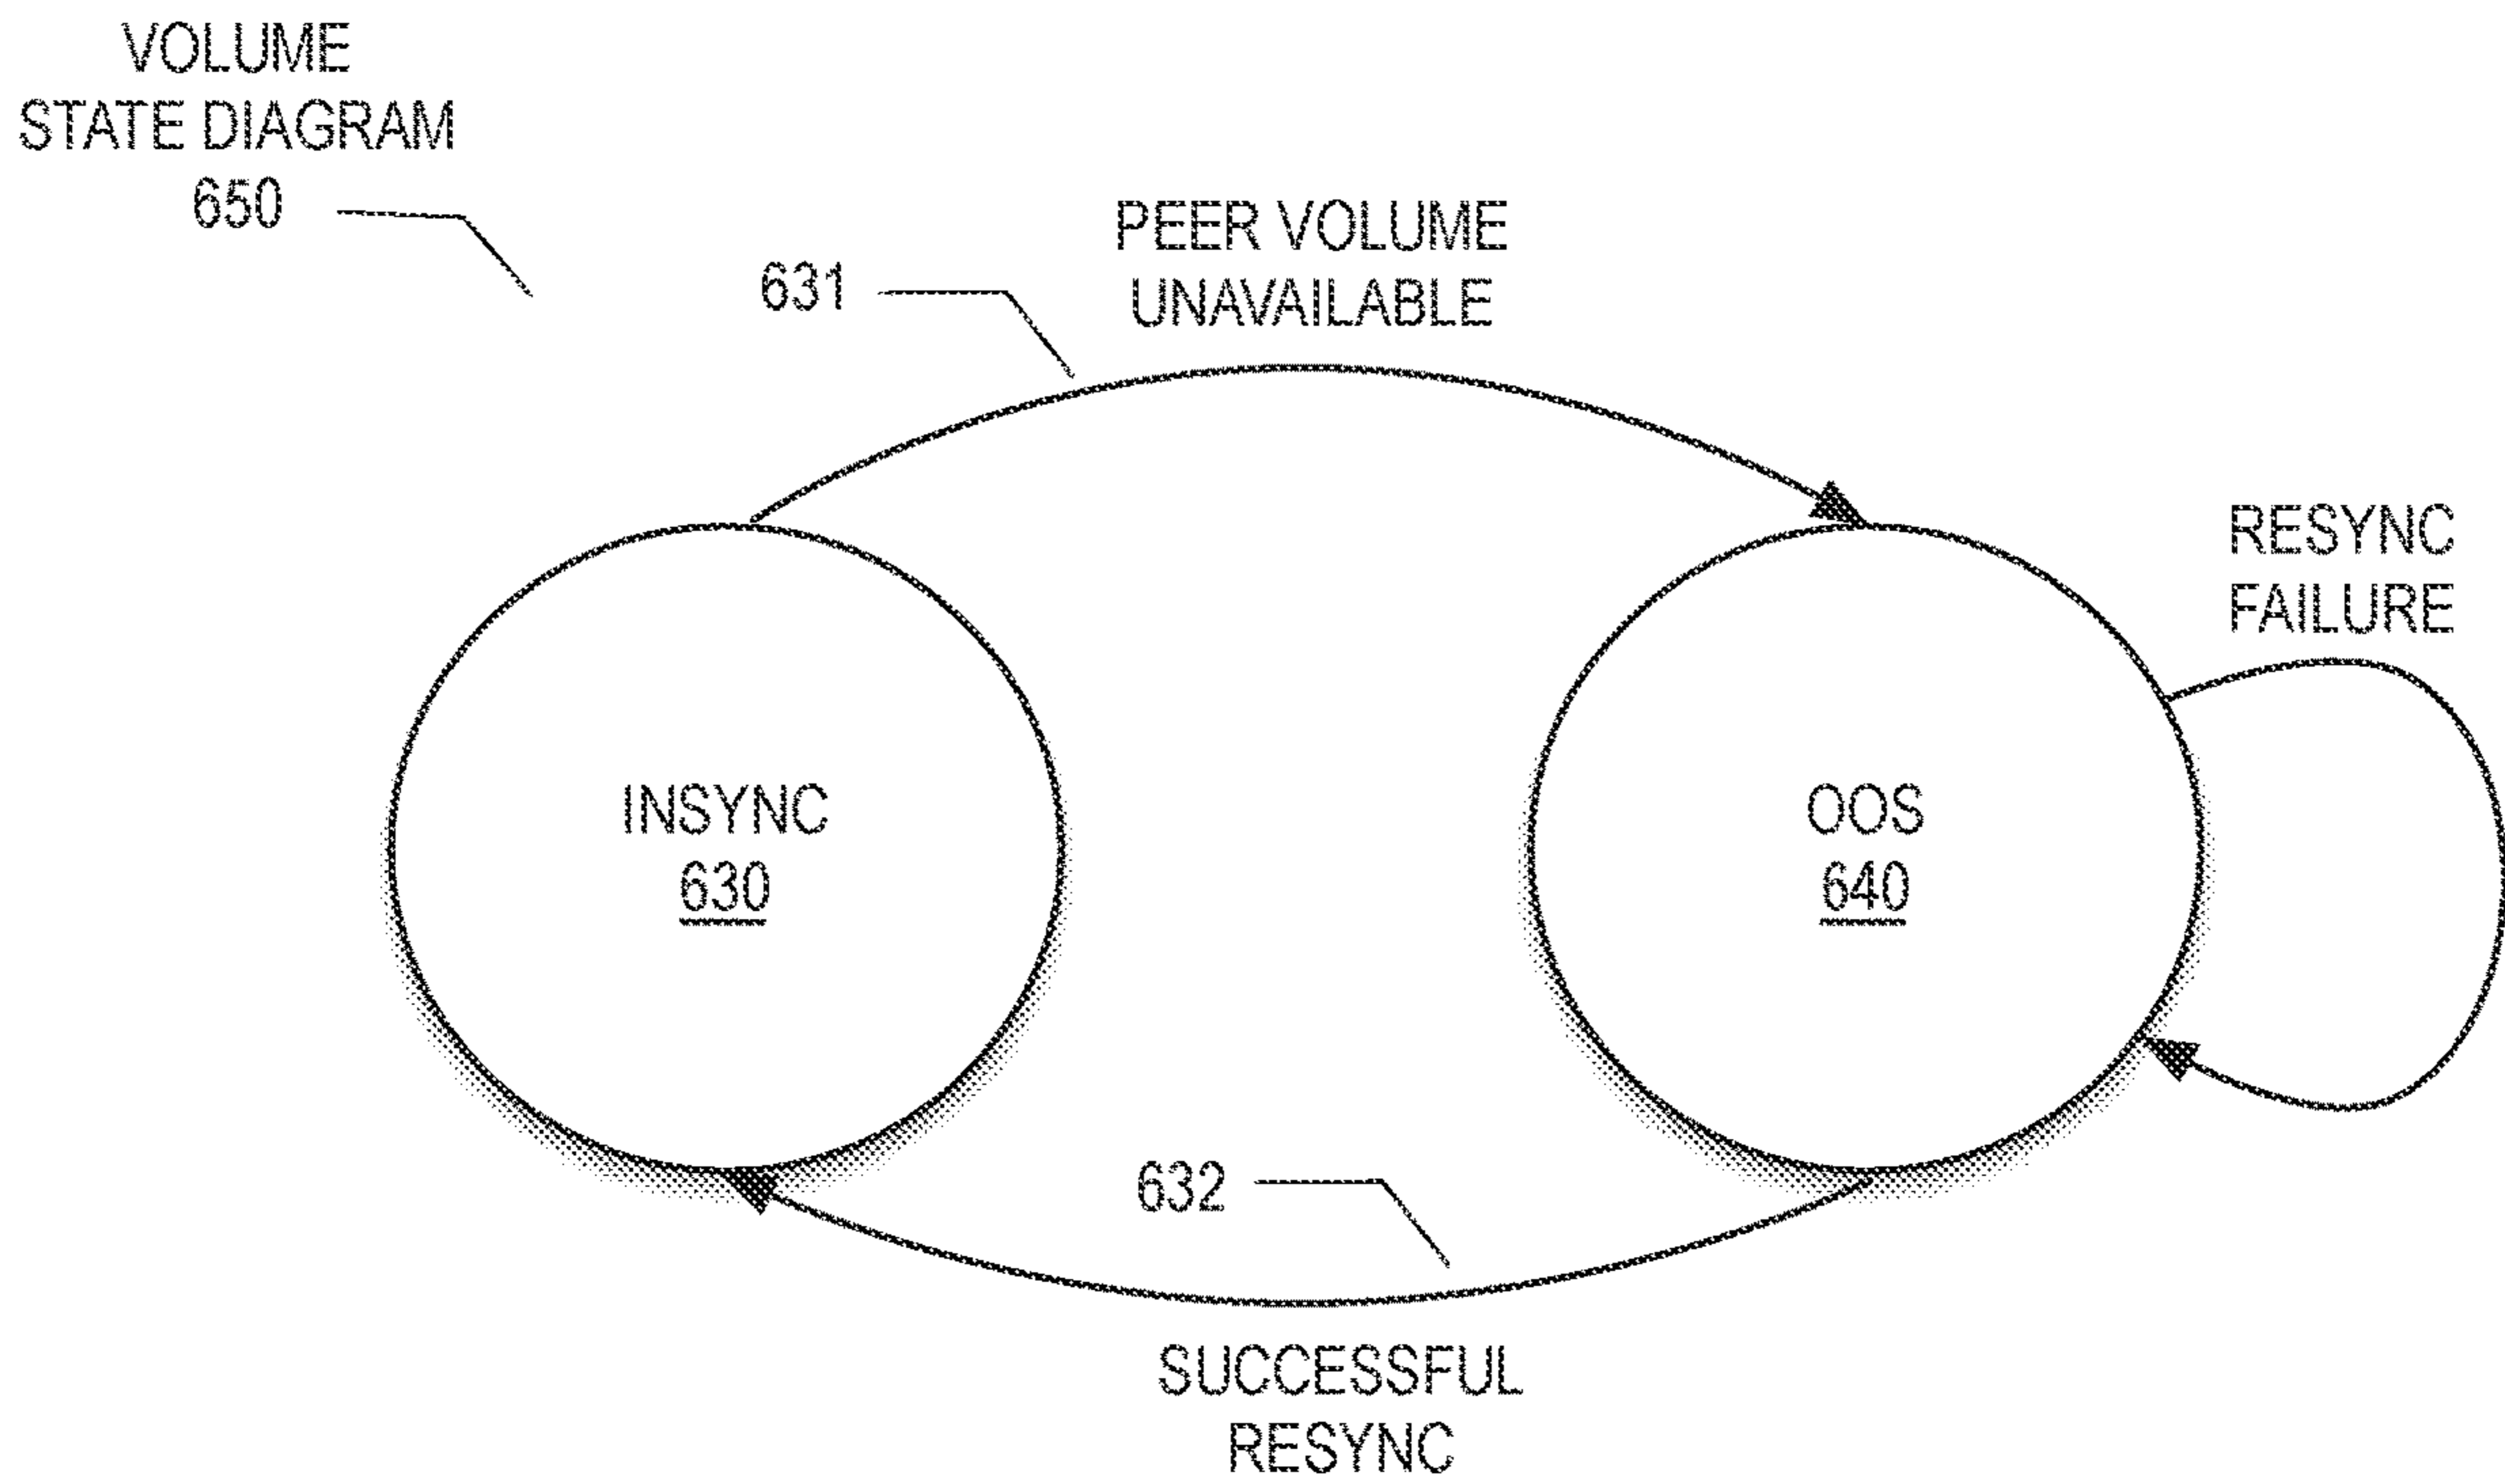 VOLUME
STATE DIAGRAM
650
631
PEER VOLUME
UNAVAILABLE
RESYNC
FAILURE
INSYNC
630
OOS
640
632
SUCCESSFUL
RESYNC